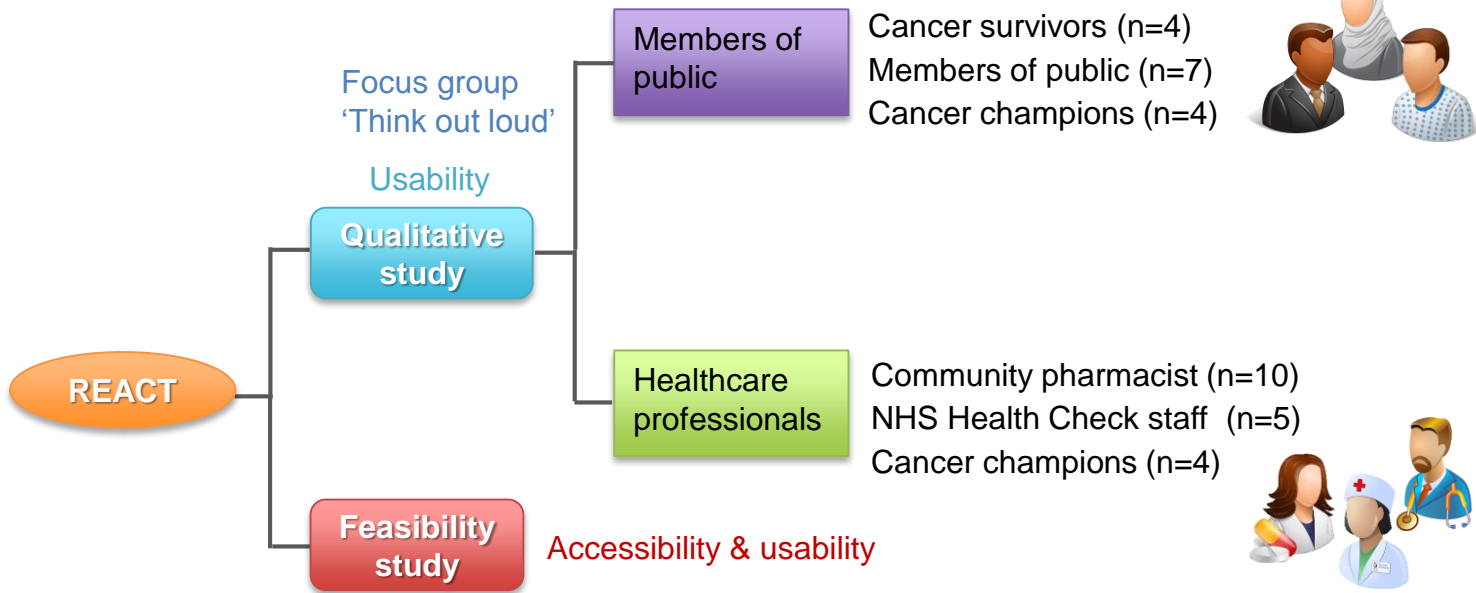 Members of
public
Cancer survivors (n=4)
Members of public (n=7)
Cancer champions (n=4)
Focus group
‘Think out loud’
Usability
Qualitative
study
REACT
Healthcare
professionals
Community pharmacist (n=10)
NHS Health Check staff (n=5)
Cancer champions (n=4)
Feasibility
study
Accessibility & usability